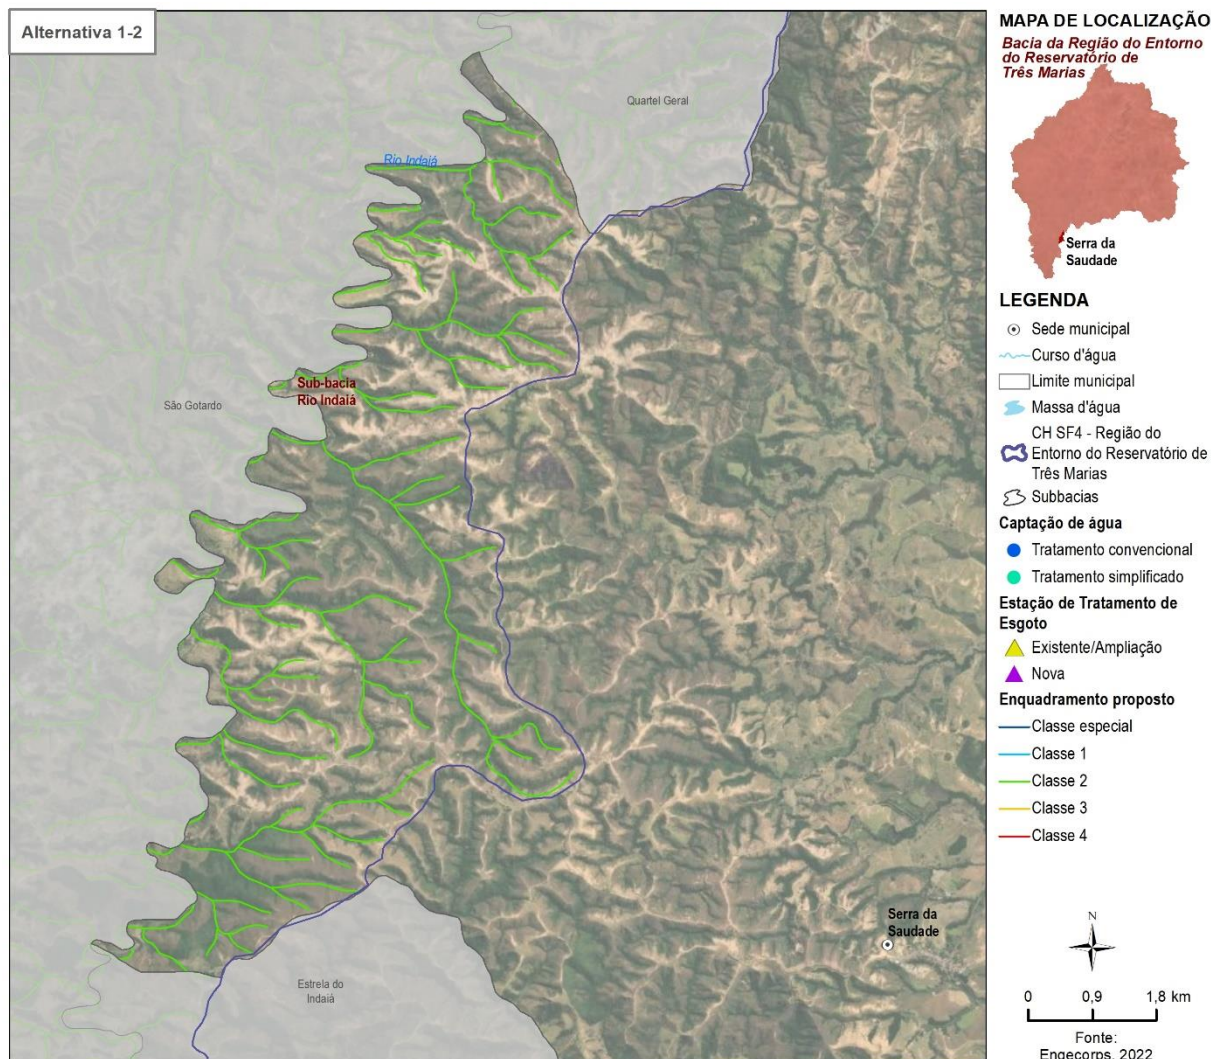 Alternativa 1-2
Quartel Geral
Rio Indaiá
São Gotardo
Sub-bacia
Rio Indaiá
Serra da
Saudade
Estrela do
Indaiá
MAPA DE LOCALIZAÇÃO
Bacia da Região do Entorno
do Reservatório de
Três Marias
Serra da
Saudade
LEGENDA
Sede municipal
Curso d'água
Limite municipal
Massa d'água
CH SF4 - Região do
Entorno do Reservatório de
Três Marias
Subbacias
Captação de água
Tratamento convencional
Tratamento simplificado
Estação de Tratamento de
Esgoto
Existente/Ampliação
Nova
Enquadramento proposto
Classe especial
Classe 1
Classe 2
Classe 3
Classe 4
N
0 0,9 1,8 km
Fonte:
Engecorps, 2022